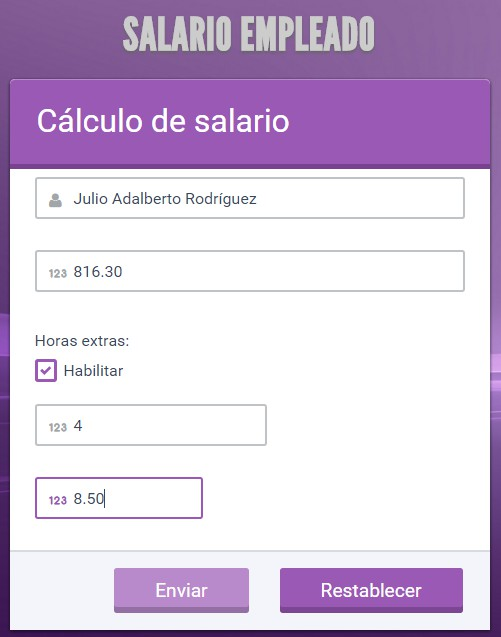 SALARIO EMPLEADO
Cálculo de salario
Julio Adalberto Rodríguez
123 816.30
Horas extras:
Habilitar
123 4
123 8.50
Enviar Restablecer